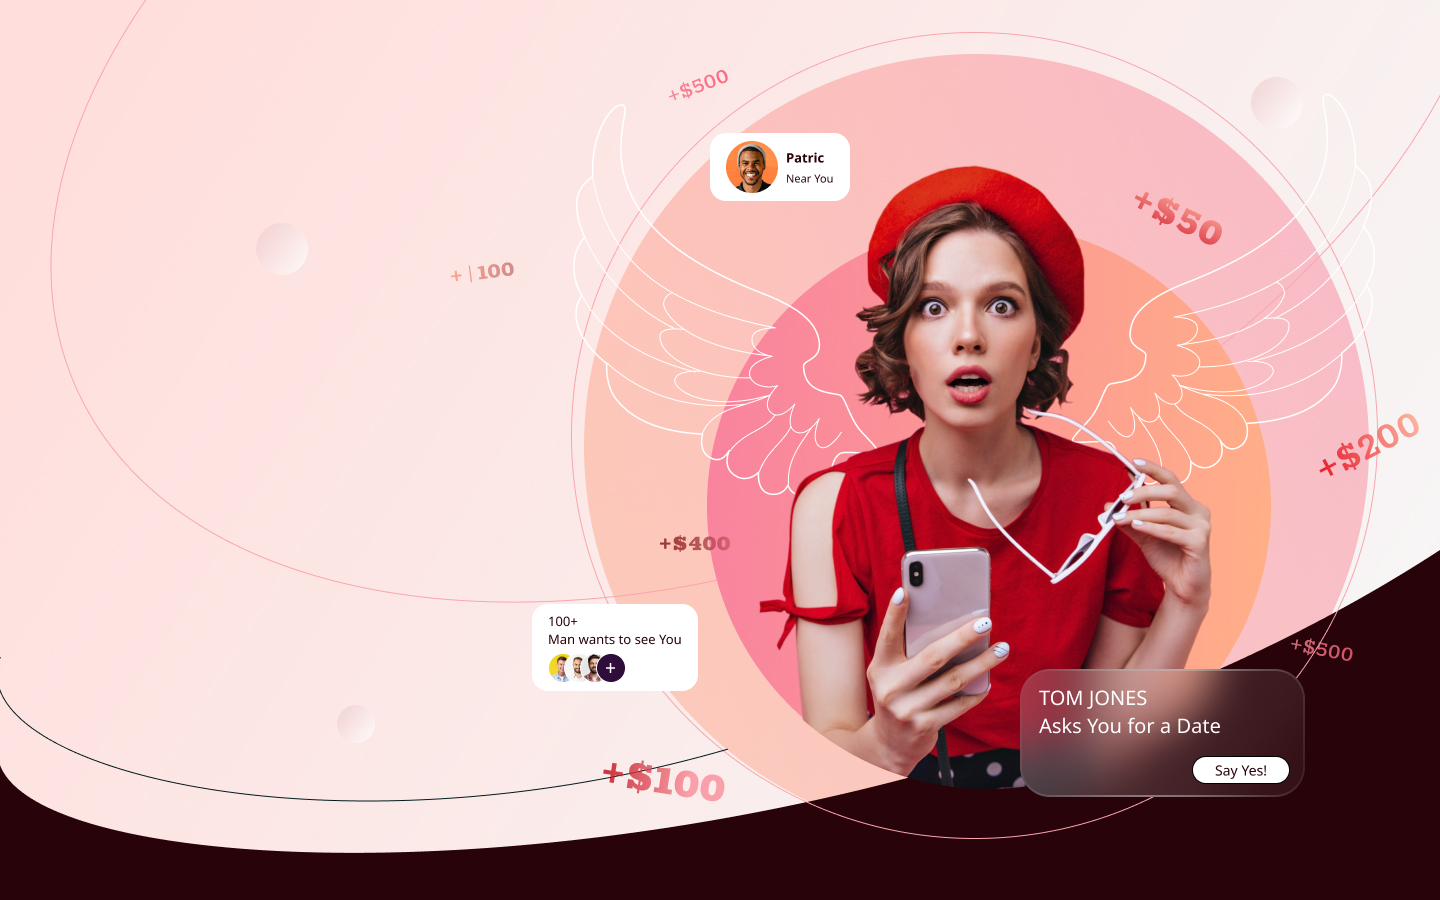 +$500
Patric
Near You
+$50
+|100
+$200
+$400
100+
Man wants to see You
+
+$500
TOM JONES
Asks You for a Date
Say Yes!
+$100